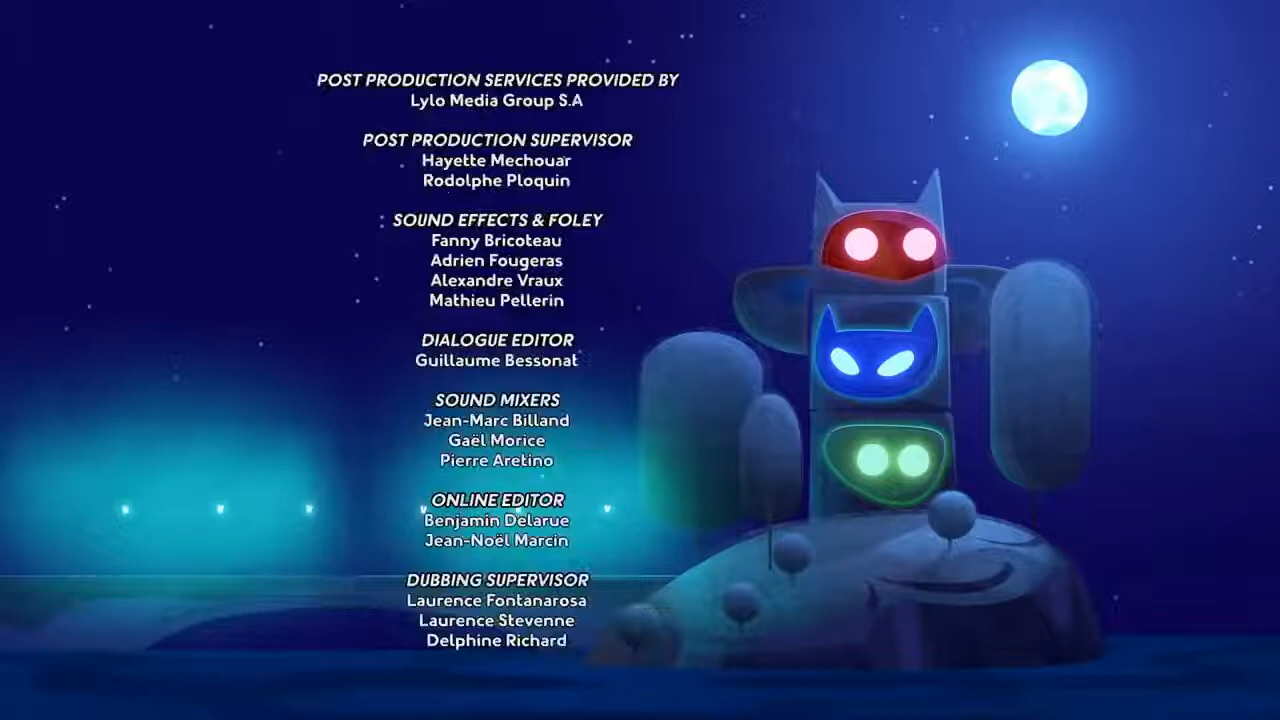 POST PRODUCTION SERVICES PROVIDED BY
Lylo Media Group S.A
POST PRODUCTION SUPERVISOR
Hayette Mechouar
Rodolphe Ploquin
SOUND EFFECTS & FOLEY
Fanny Bricoteau
Adrien Fougeras
Alexandre Vraux
Mathieu Pellerin
DIALOGUE EDITOR
Guillaume Bessonat
SOUND MIXERS
Jean-Marc Billand
Gaël Morice
Pierre Aretino
ONLINE EDITOR
Benjamin Delarue
Jean-Noël Marcin
DUBBING SUPERVISOR
Laurence Fontanarosa
Laurence Stevenne
Delphine Richard